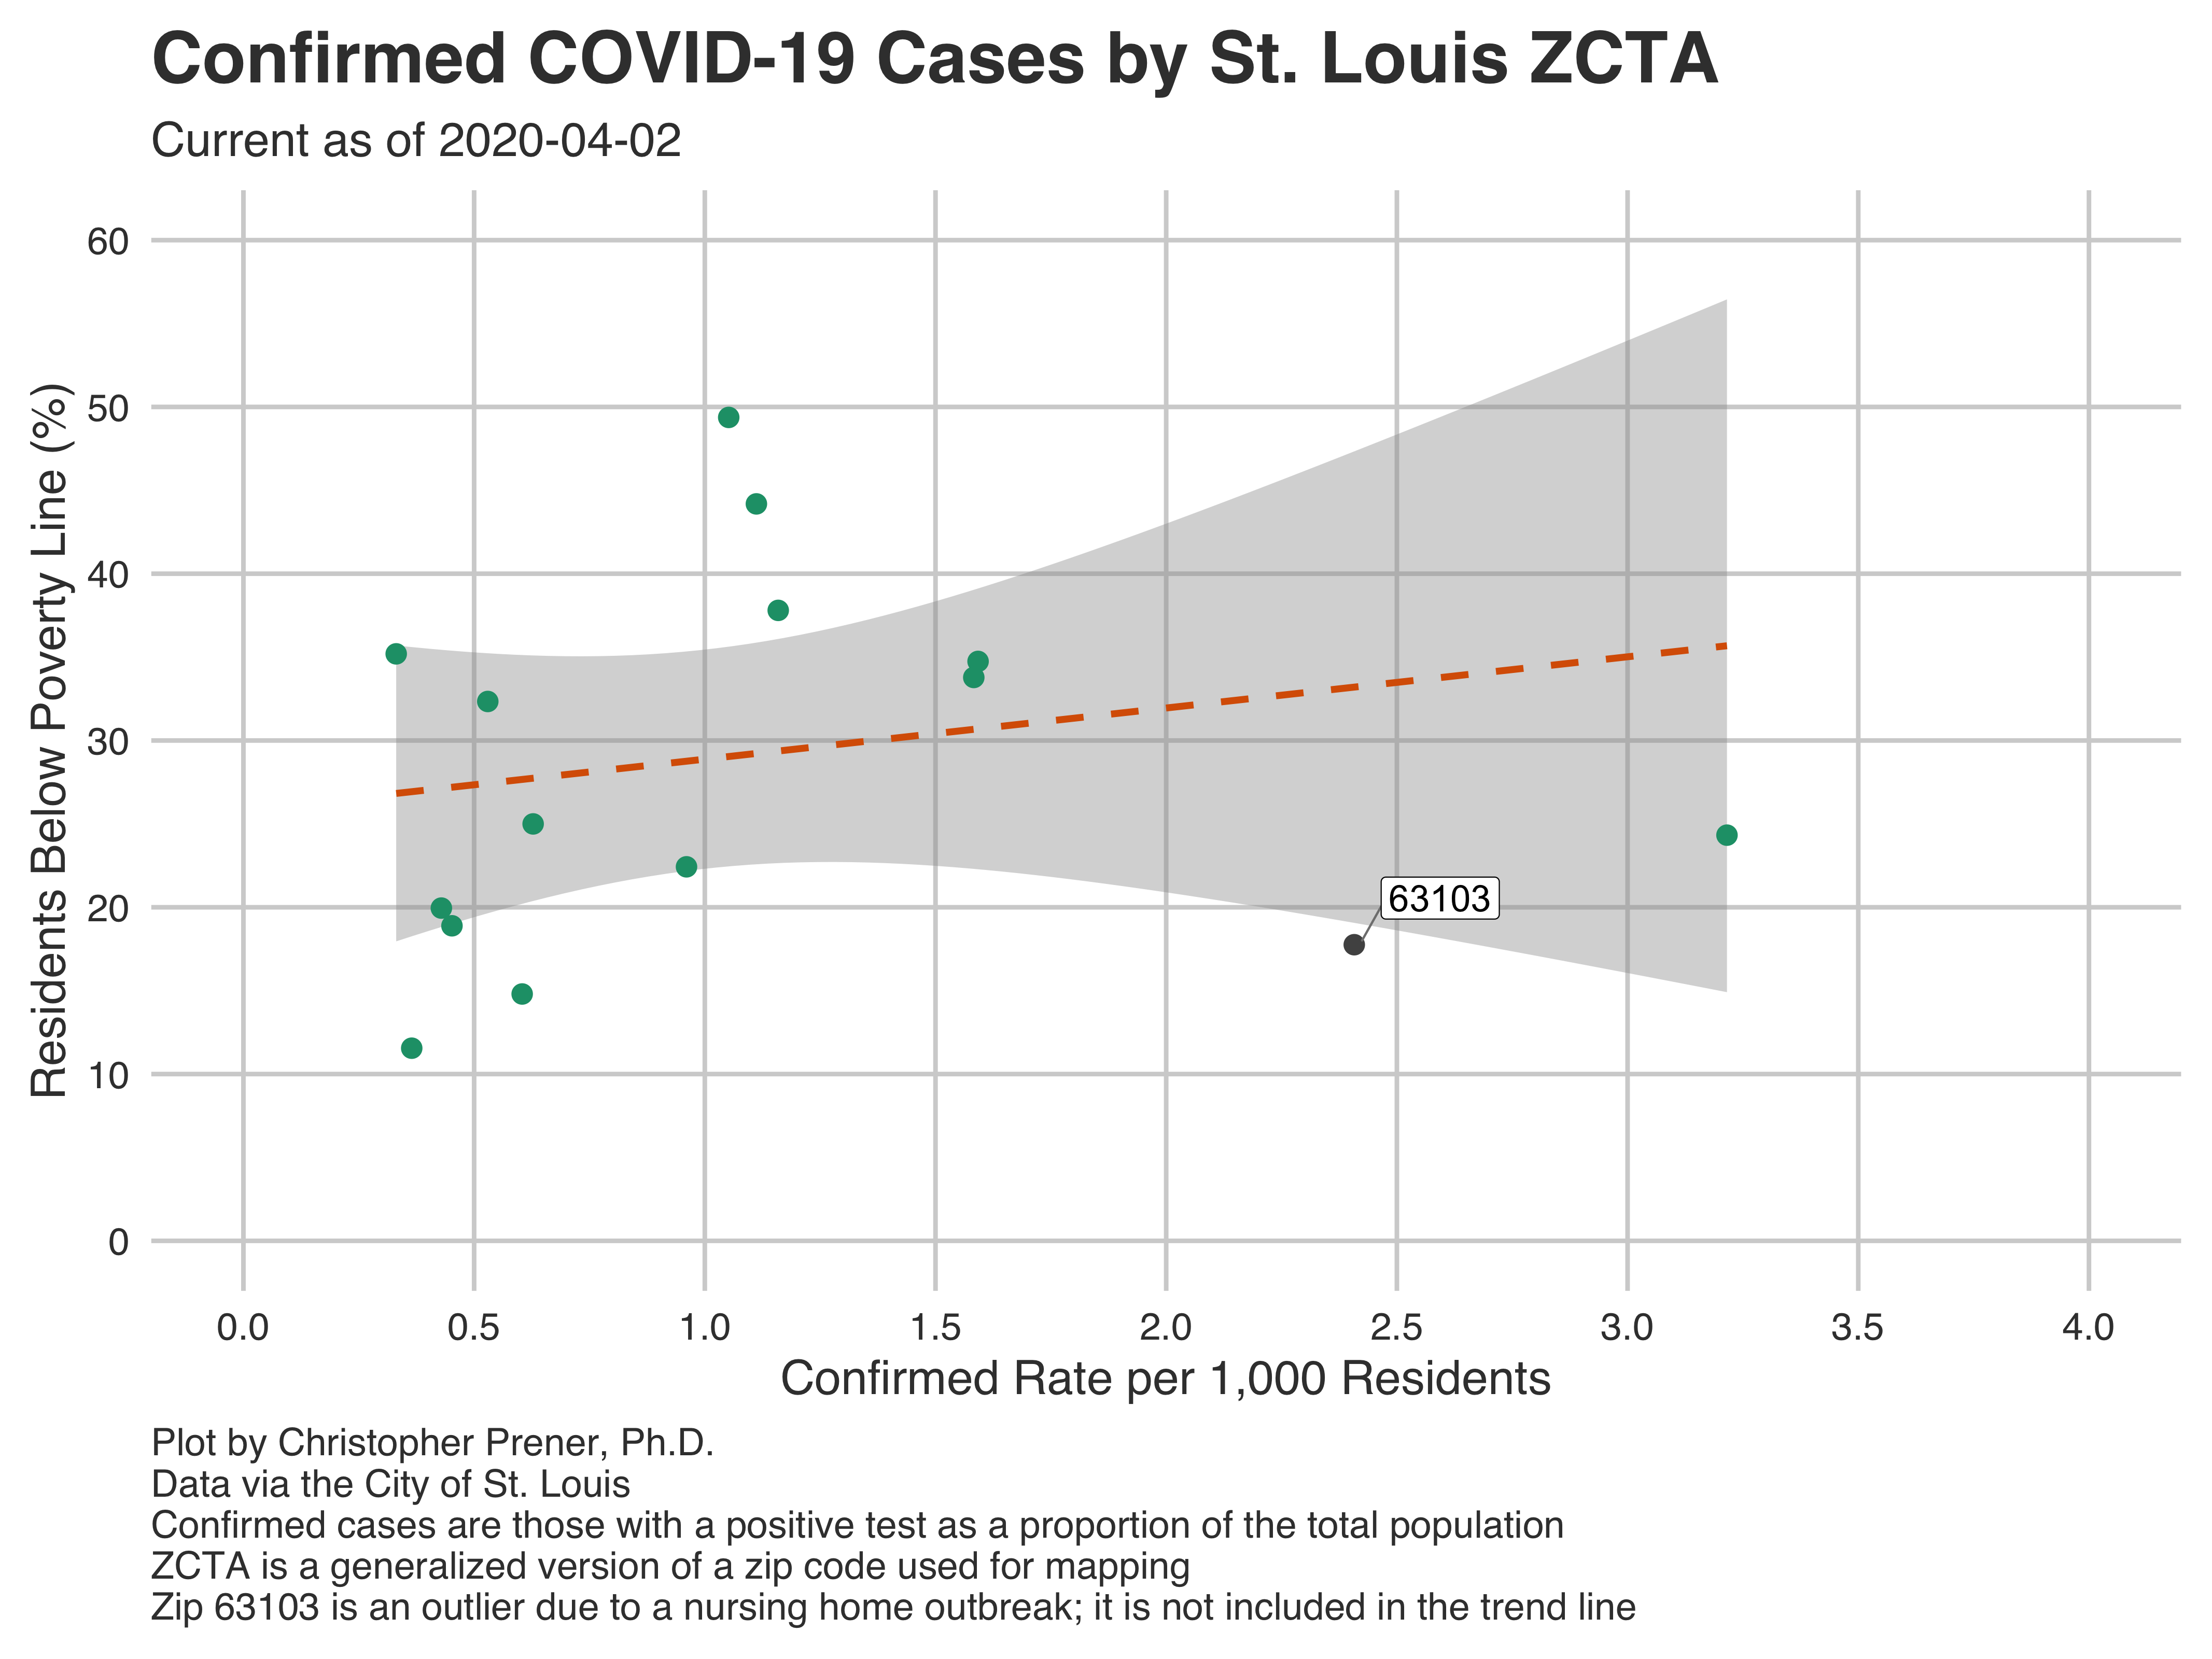 Confirmed COVID-19 Cases by St. Louis ZCTA
Current as of 2020-04-02
Residents Below Poverty Line (%)
60
50
40
30
20
10
0
63103
0.0 0.5 1.0 1.5 2.0 2.5 3.0 3.5 4.0
Confirmed Rate per 1,000 Residents
Plot by Christopher Prener, Ph.D.
Data via the City of St. Louis
Confirmed cases are those with a positive test as a proportion of the total population
ZCTA is a generalized version of a zip code used for mapping
Zip 63103 is an outlier due to a nursing home outbreak; it is not included in the trend line